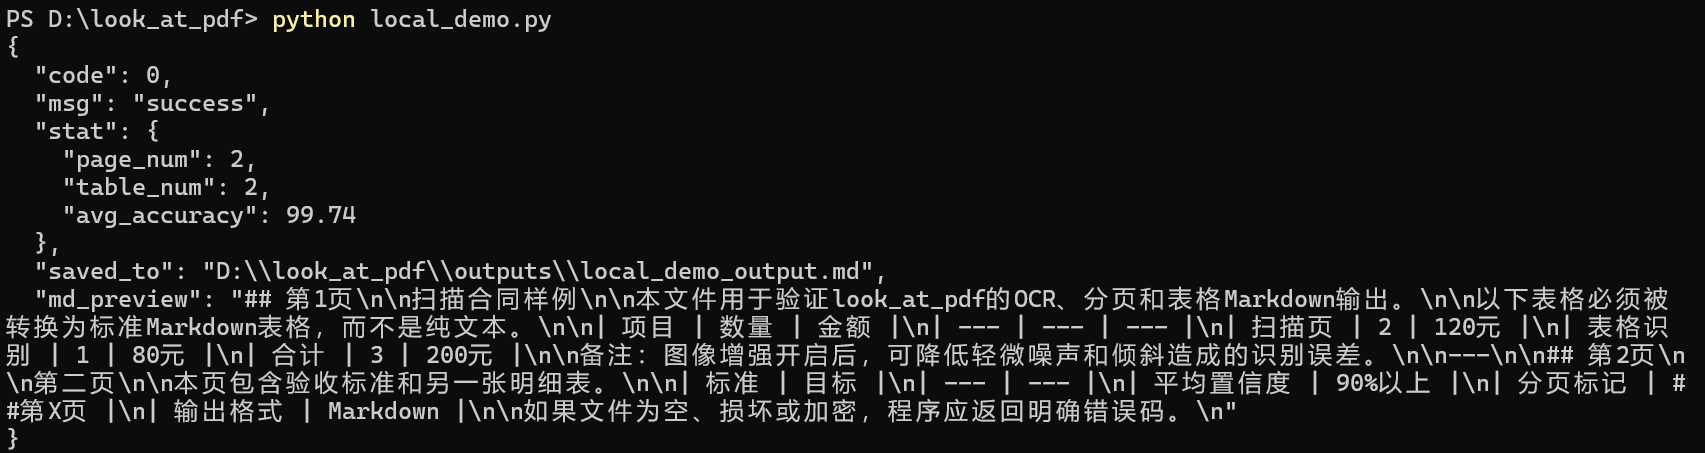 PS D:\look_at_pdf> python local_demo.py
{
  "code": 0,
  "msg": "success",
  "stat": {
    "page_num": 2,
    "table_num": 2,
    "avg_accuracy": 99.74
  },
  "saved_to": "D:\\look_at_pdf\\outputs\\local_demo_output.md",
  "md_preview": "## 第1页\n\n扫描合同样例\n\n本文件用于验证look_at_pdf的OCR、分页和表格Markdown输出。\n\n以下表格必须被
转换为标准Markdown表格，而不是纯文本。\n\n| 项目 | 数量 | 金额 |\n| --- | --- | --- |\n| 扫描页 | 2 | 120元 |\n| 表格识
别 | 1 | 80元 |\n| 合计 | 3 | 200元 |\n\n备注：图像增强开启后，可降低轻微噪声和倾斜造成的识别误差。\n\n---\n\n## 第2页\n
\n第二页\n\n本页包含验收标准和另一张明细表。\n\n| 标准 | 目标 |\n| --- | --- |\n| 平均置信度 | 90%以上 |\n| 分页标记 | #
#第X页 |\n| 输出格式 | Markdown |\n\n如果文件为空、损坏或加密，程序应返回明确错误码。\n"
}